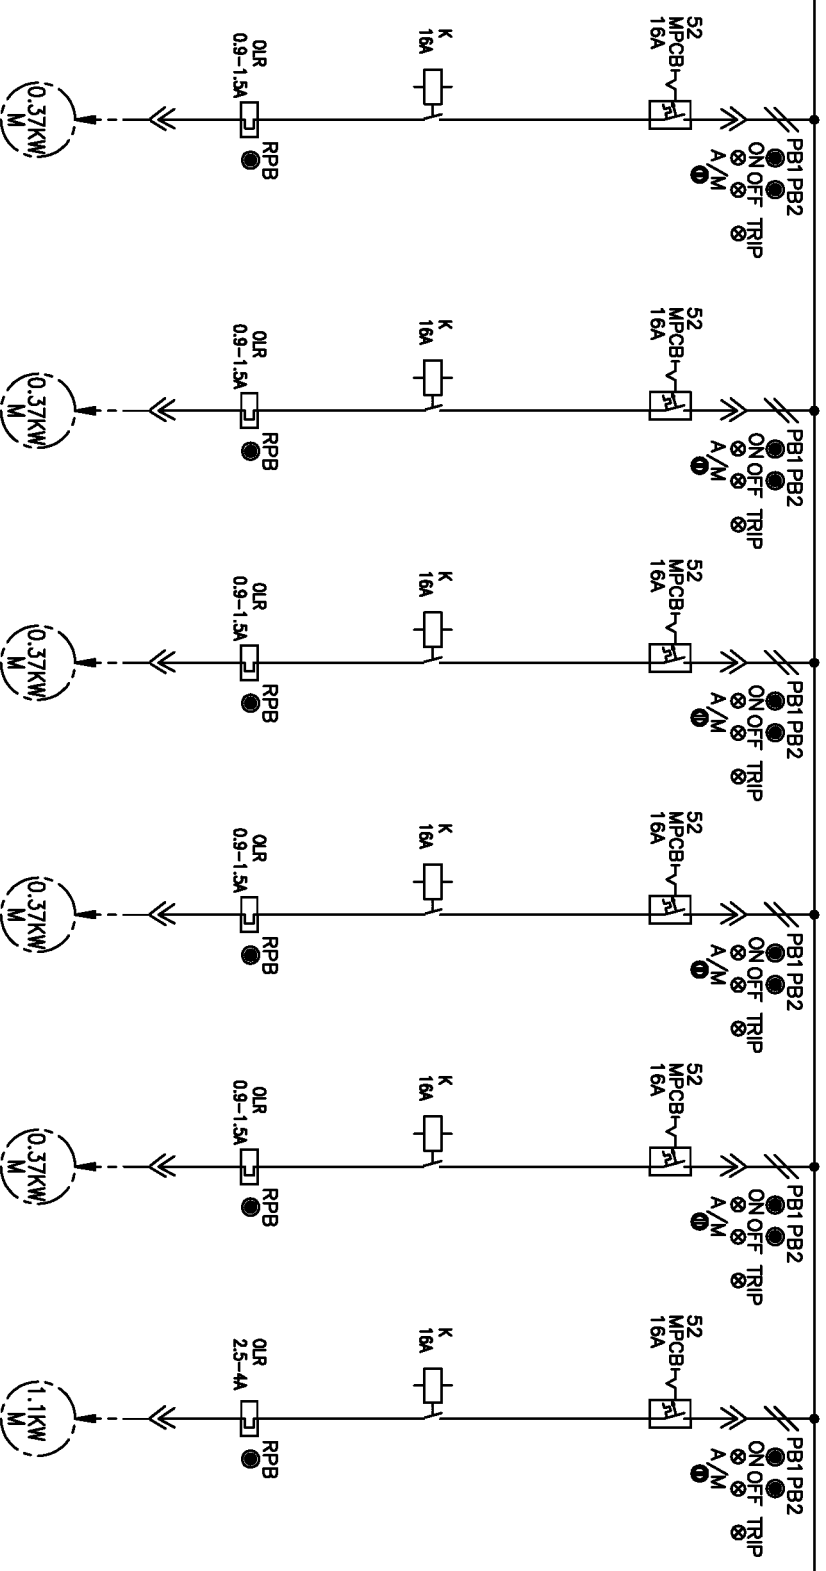 PB1 PB2
ON OFF TRIP
A/M
52
MPCB
16A
K
16A
OLR
0.9-1.5A
RPB
0.37KW
M
PB1 PB2
ON OFF TRIP
A/M
52
MPCB
16A
K
16A
OLR
0.9-1.5A
RPB
0.37KW
M
PB1 PB2
ON OFF TRIP
A/M
52
MPCB
16A
K
16A
OLR
0.9-1.5A
RPB
0.37KW
M
PB1 PB2
ON OFF TRIP
A/M
52
MPCB
16A
K
16A
OLR
0.9-1.5A
RPB
0.37KW
M
PB1 PB2
ON OFF TRIP
A/M
52
MPCB
16A
K
16A
OLR
0.9-1.5A
RPB
0.37KW
M
PB1 PB2
ON OFF TRIP
A/M
52
MPCB
16A
K
16A
OLR
2.5-4A
RPB
1.1KW
M